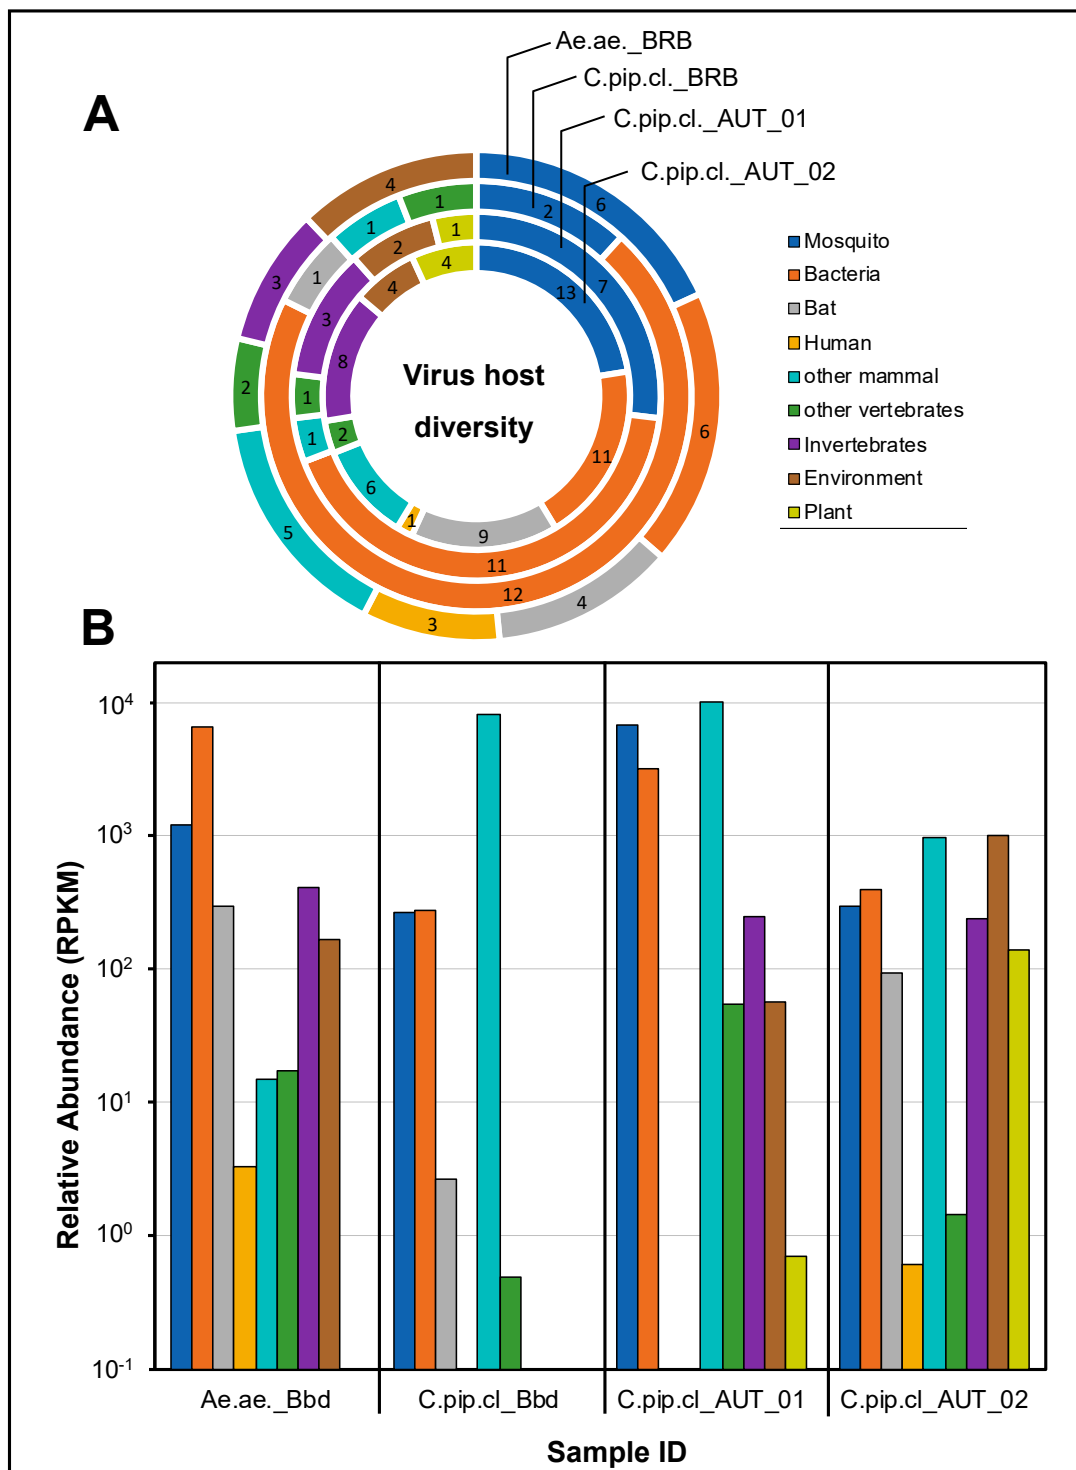 A
Ae.ae._BRB
C.pip.cl._BRB
C.pip.cl._AUT_01
C.pip.cl._AUT_02
6
6
4
3
5
2
3
4
2
12
1
1
1
7
11
1
1
3
2
1
13
11
9
1
6
2
8
4
4
Virus host
diversity
Mosquito
Bacteria
Bat
Human
other mammal
other vertebrates
Invertebrates
Environment
Plant
B
Relative Abundance (RPKM)
10⁴
10³
10²
10¹
10⁰
10⁻¹
Ae.ae._Bbd
C.pip.cl_Bbd
C.pip.cl_AUT_01
C.pip.cl_AUT_02
Sample ID